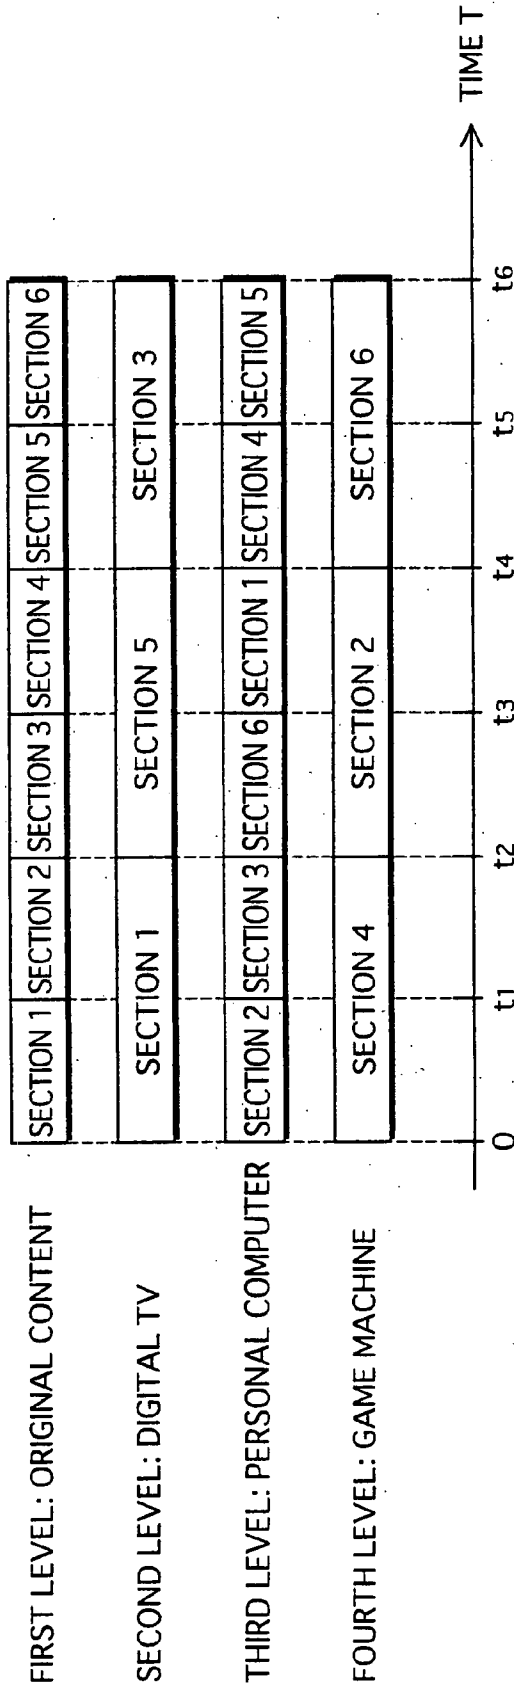 FIRST LEVEL: ORIGINAL CONTENT
SECTION 1 SECTION 2 SECTION 3 SECTION 4 SECTION 5 SECTION 6
SECOND LEVEL: DIGITAL TV
SECTION 1 SECTION 5 SECTION 3
THIRD LEVEL: PERSONAL COMPUTER
SECTION 2 SECTION 3 SECTION 6 SECTION 1 SECTION 4 SECTION 5
FOURTH LEVEL: GAME MACHINE
SECTION 4 SECTION 2 SECTION 6
TIME T
0 t1 t2 t3 t4 t5 t6